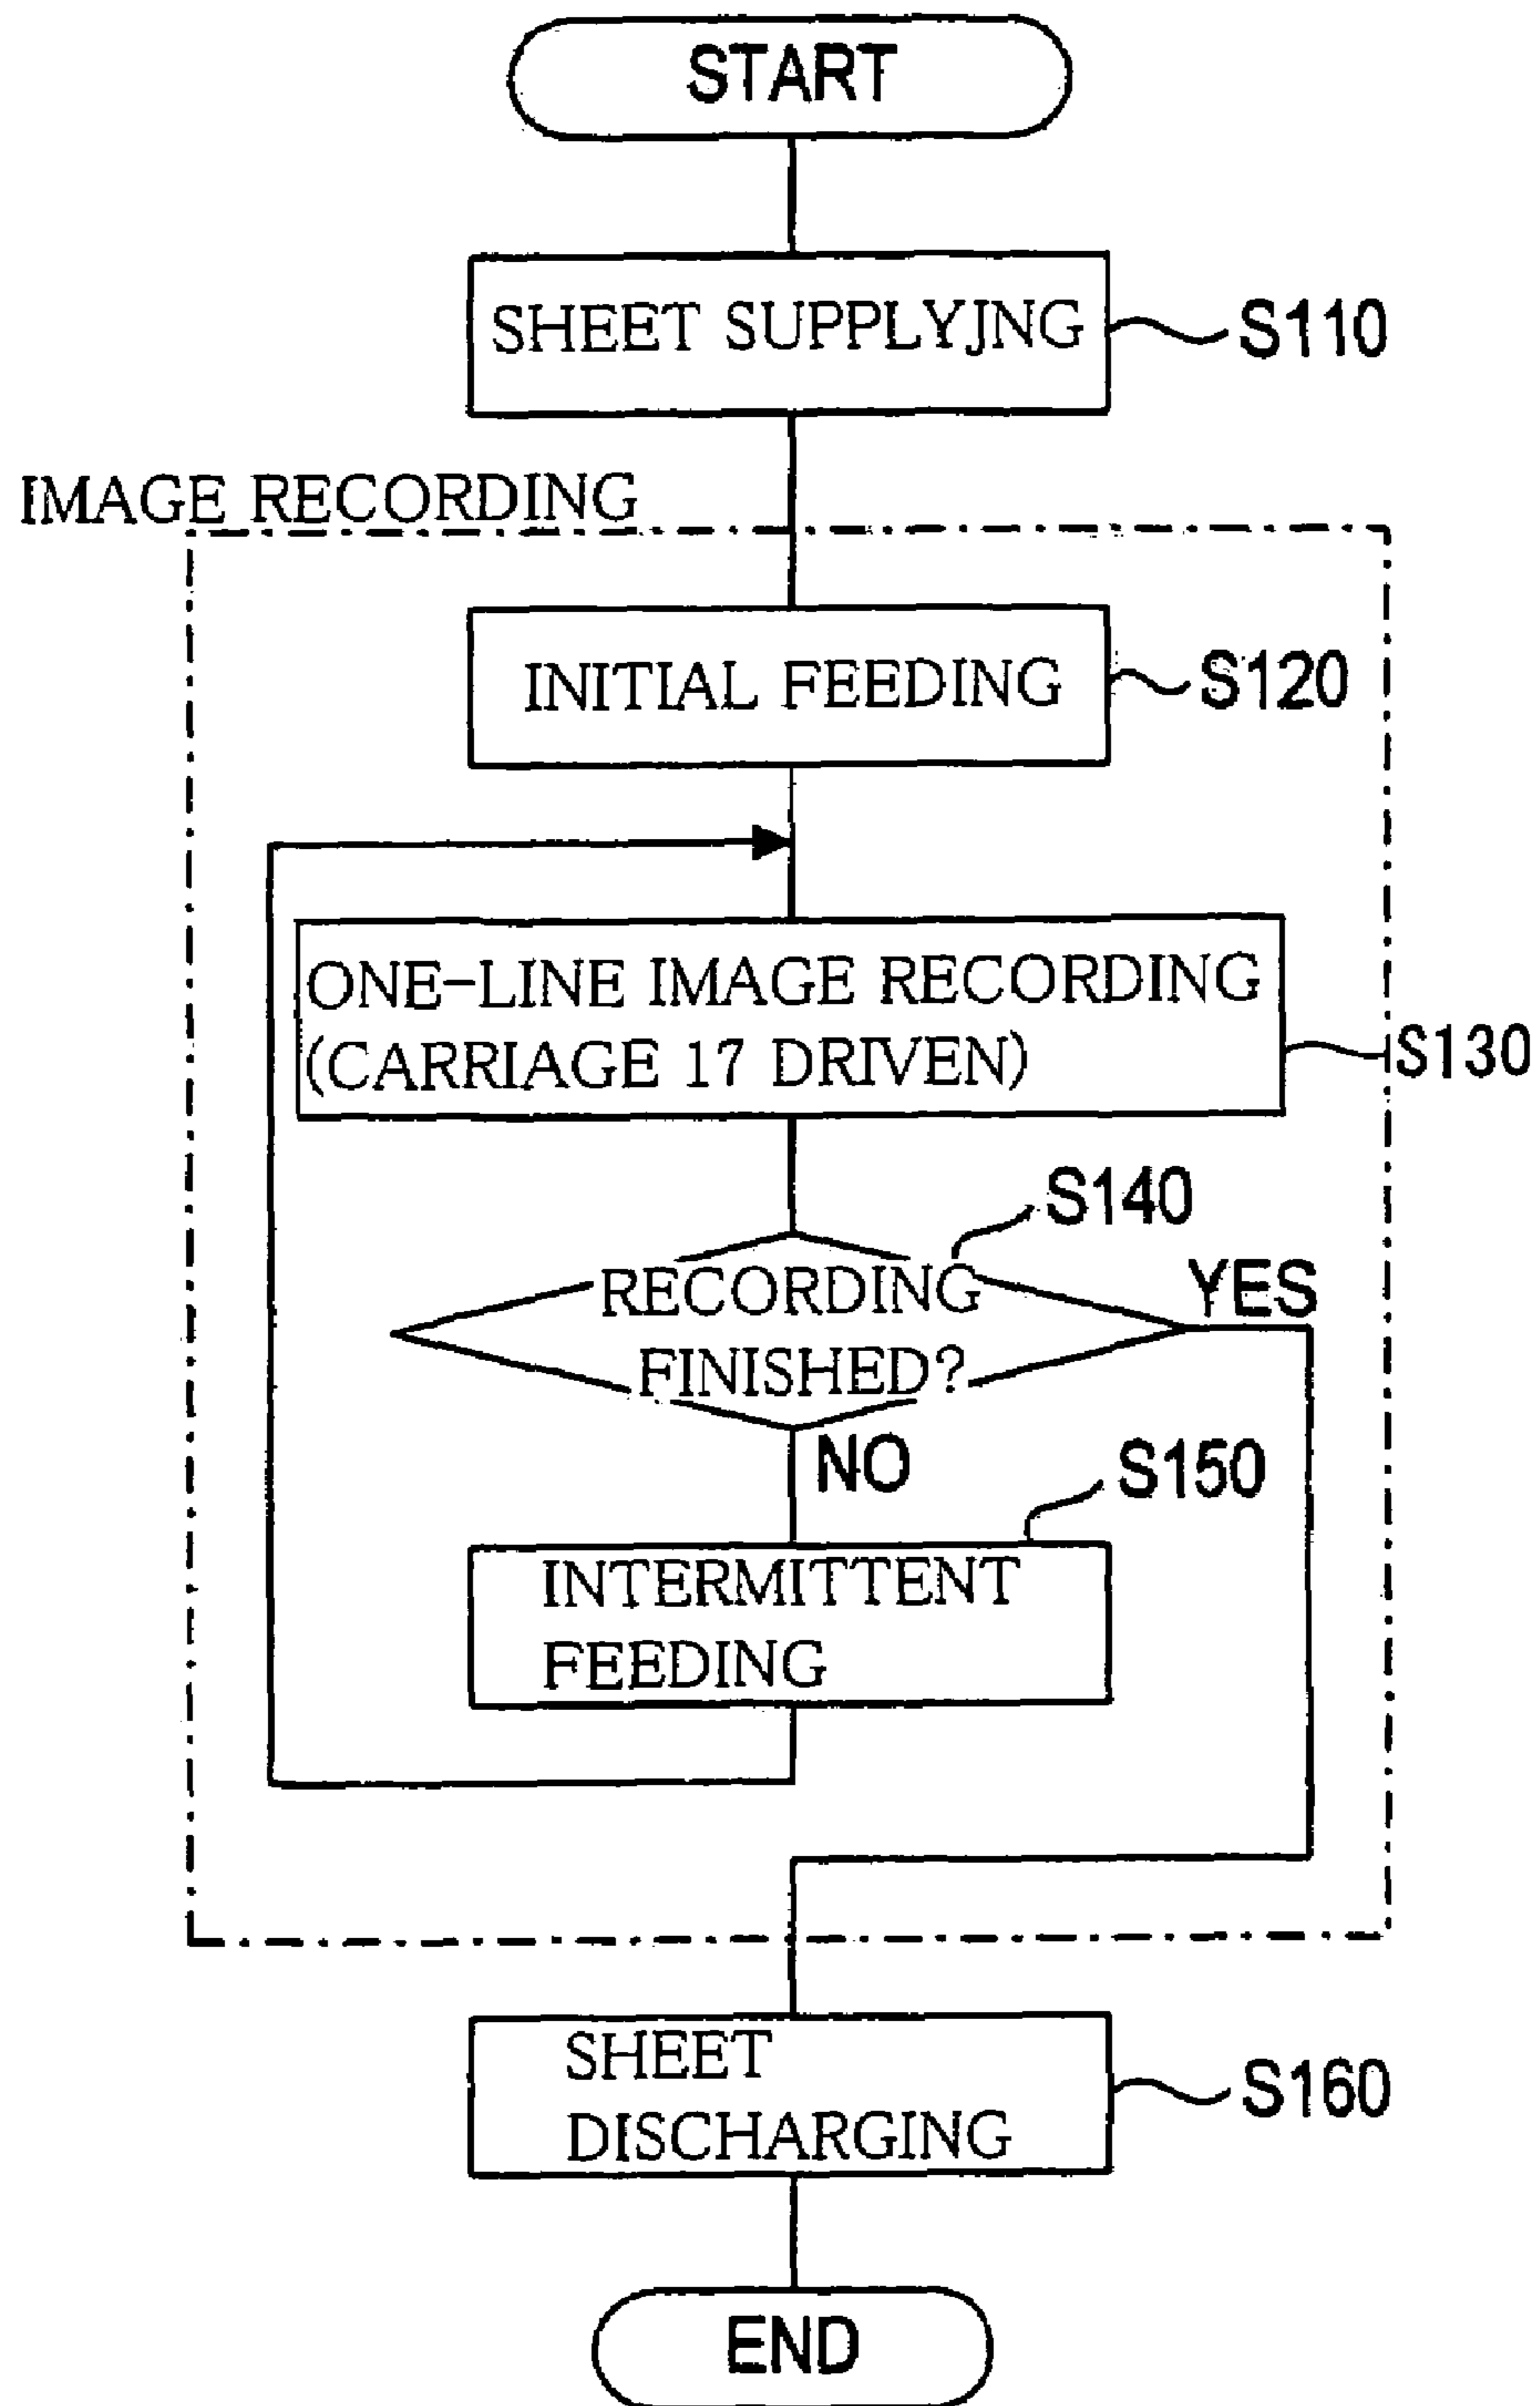 START
SHEET SUPPLYJNG
S110
IMAGE RECORDING
INITIAL FEEDING
S120
ONE-LINE IMAGE RECORDING
(CARRIAGE 17 DRIVEN)
S130
S140
RECORDING
FINISHED?
YES
NO
S150
INTERMITTENT
FEEDING
SHEET
DISCHARGING
S160
END